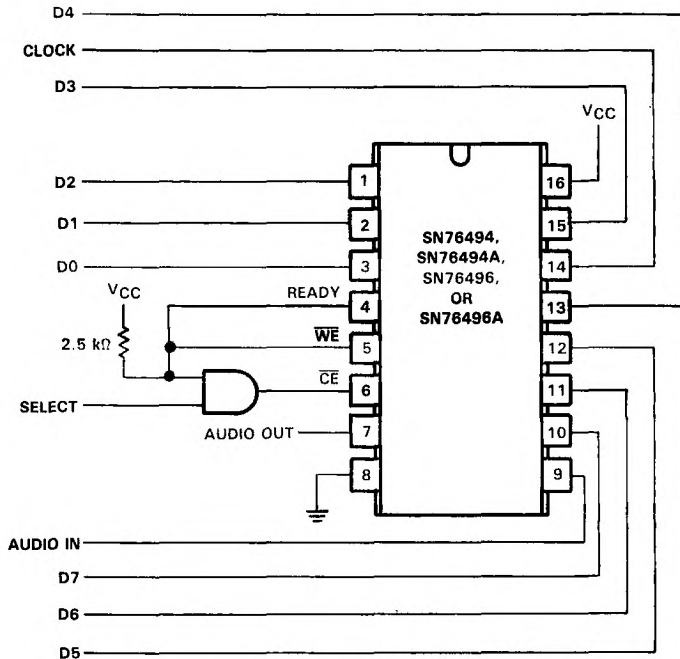 D4
CLOCK
D3
VCC
D2
D1
D0
VCC
READY
2.5 kΩ
WE
CE
SELECT
AUDIO OUT
AUDIO IN
D7
D6
D5
1
2
3
4
5
6
7
8
SN76494,
SN76494A,
SN76496,
OR
SN76496A
16
15
14
13
12
11
10
9